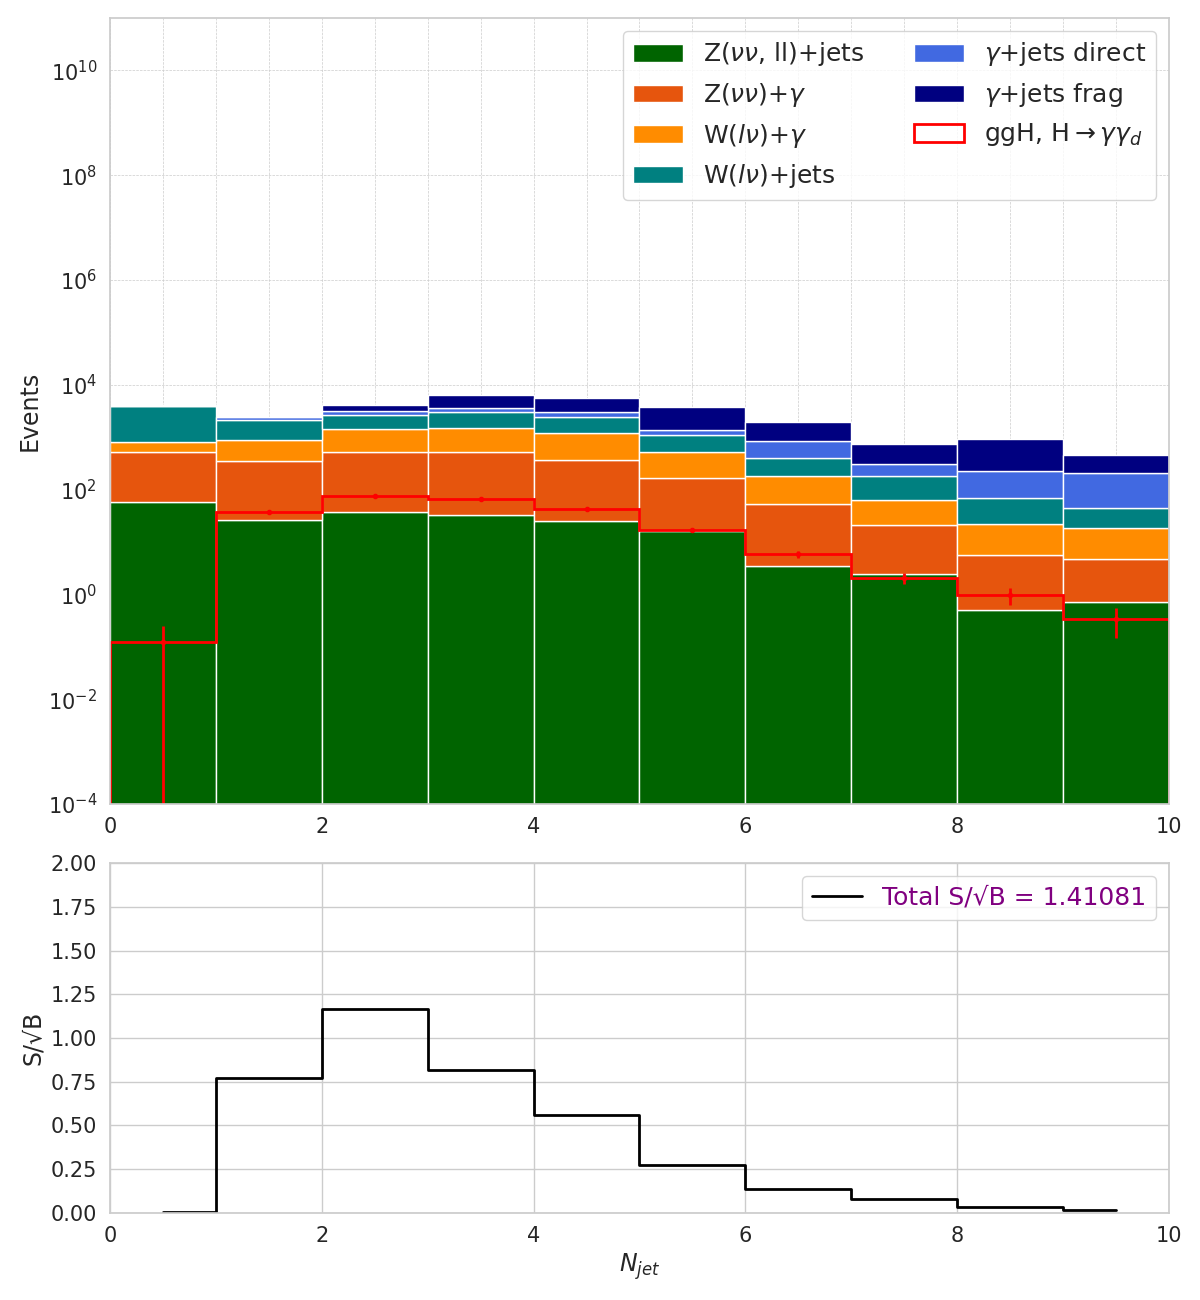 Z(νν, ll)+jets
Z(νν)+γ
W(lν)+γ
W(lν)+jets
γ+jets direct
γ+jets frag
ggH, H→γγ_d
Events
10^10
10^8
10^6
10^4
10^2
10^0
10^−2
10^−4
0 2 4 6 8 10
Total S/√B = 1.41081
S/√B
2.00
1.75
1.50
1.25
1.00
0.75
0.50
0.25
0.00
0 2 4 6 8 10
N_jet